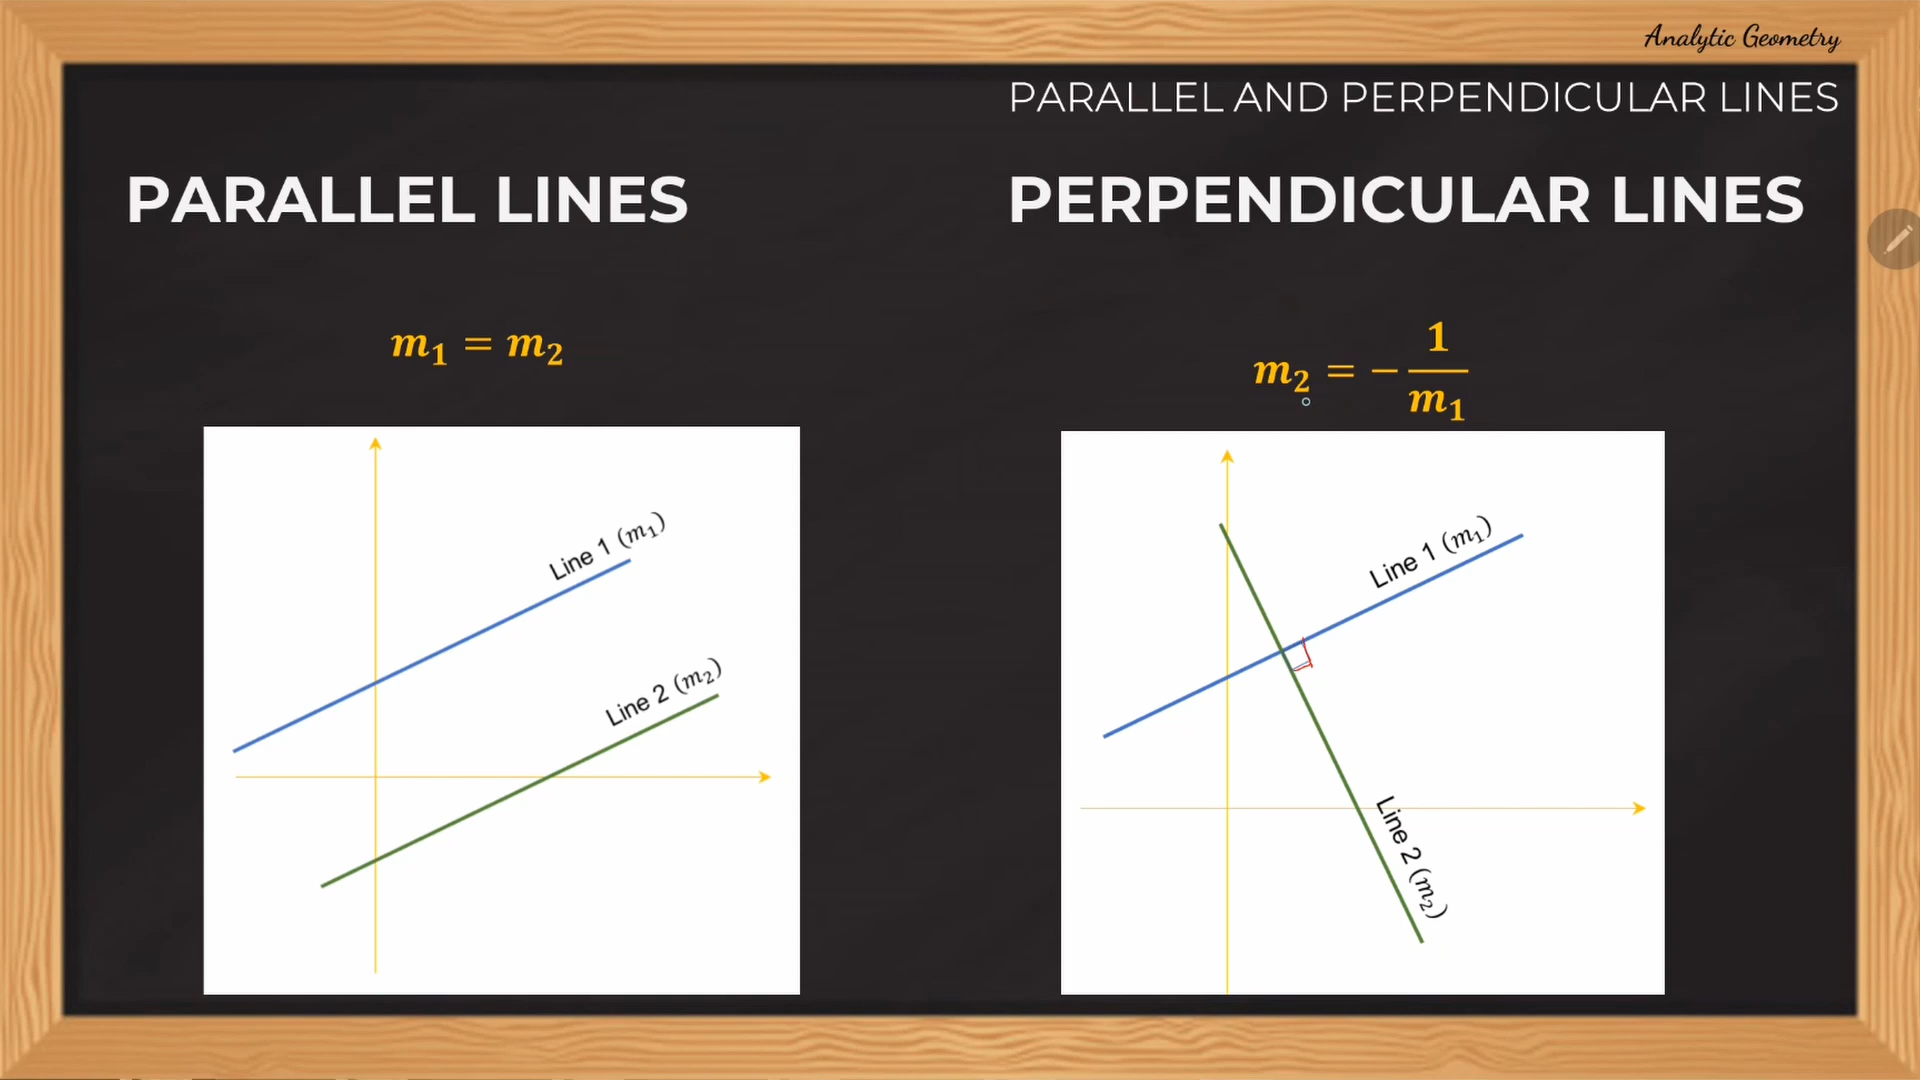 Analytic Geometry
PARALLEL AND PERPENDICULAR LINES
PARALLEL LINES
m₁ = m₂
Line 1 (m₁)
Line 2 (m₂)
PERPENDICULAR LINES
m₂ = −1/m₁
Line 1 (m₁)
Line 2 (m₂)